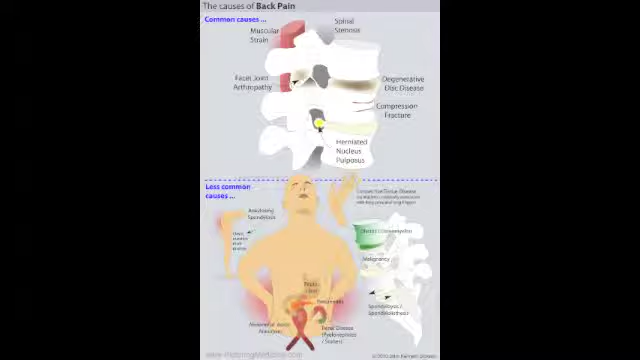 The causes of Back Pain
Common causes ...
Spinal
Stenosis
Muscular
Strain
Facet Joint
Arthropathy
Degenerative
Disc Disease
Compression
Fracture
Herniated
Nucleus
Pulposus
Less common
causes ...
Ankylosing
Spondylitis
Malignancy
Spondylolysis /
Spondylolisthesis
Pancreatitis
Abdominal Aortic
Aneurysm
Renal Disease